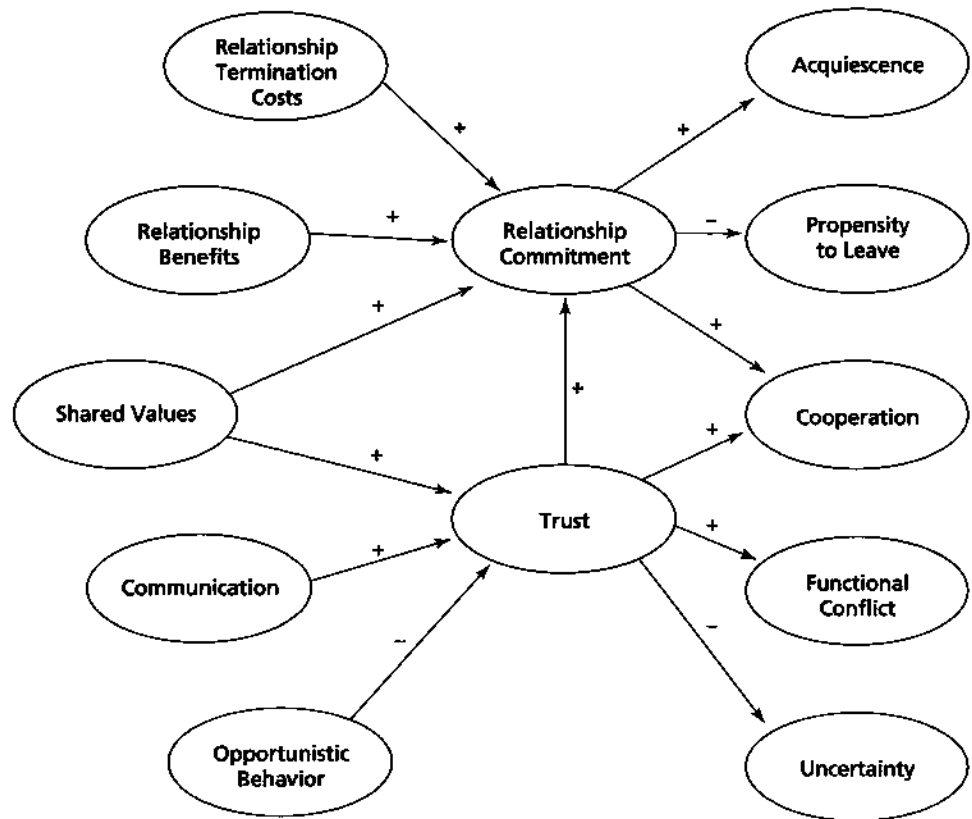 Relationship
Termination
Costs
Acquiescence
+
+
Relationship
Benefits
+
Relationship
Commitment
−
Propensity
to Leave
+
+
Shared Values
+
Cooperation
+
+
Trust
+
Communication
+
Functional
Conflict
−
−
Opportunistic
Behavior
Uncertainty